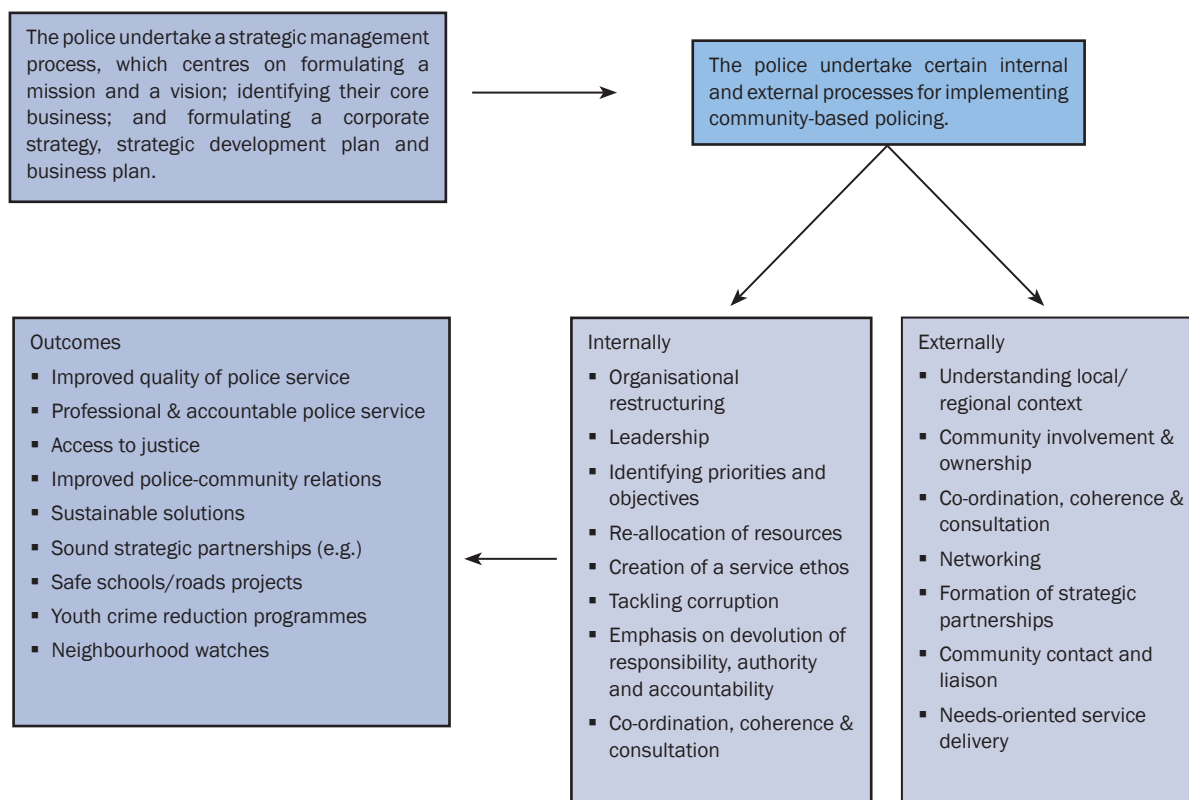 The police undertake a strategic management
process, which centres on formulating a
mission and a vision; identifying their core
business; and formulating a corporate
strategy, strategic development plan and
business plan.
The police undertake certain internal
and external processes for implementing
community-based policing.
Outcomes
▪ Improved quality of police service
▪ Professional & accountable police service
▪ Access to justice
▪ Improved police-community relations
▪ Sustainable solutions
▪ Sound strategic partnerships (e.g.)
▪ Safe schools/roads projects
▪ Youth crime reduction programmes
▪ Neighbourhood watches
Internally
▪ Organisational
restructuring
▪ Leadership
▪ Identifying priorities and
objectives
▪ Re-allocation of resources
▪ Creation of a service ethos
▪ Tackling corruption
▪ Emphasis on devolution of
responsibility, authority
and accountability
▪ Co-ordination, coherence &
consultation
Externally
▪ Understanding local/
regional context
▪ Community involvement &
ownership
▪ Co-ordination, coherence &
consultation
▪ Networking
▪ Formation of strategic
partnerships
▪ Community contact and
liaison
▪ Needs-oriented service
delivery